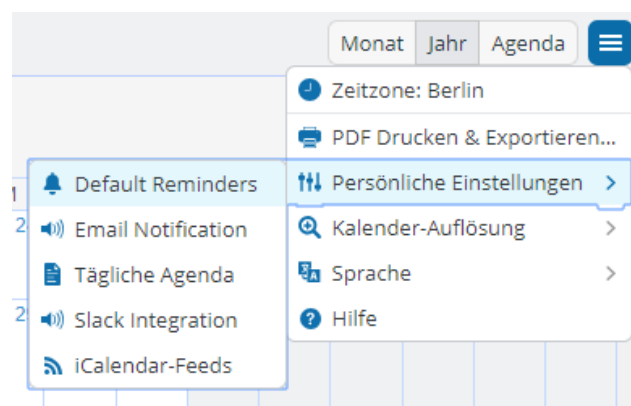 Monat Jahr Agenda
Zeitzone: Berlin
PDF Drucken & Exportieren...
Persönliche Einstellungen
Kalender-Auflösung
Sprache
Hilfe
Default Reminders
Email Notification
Tägliche Agenda
Slack Integration
iCalendar-Feeds